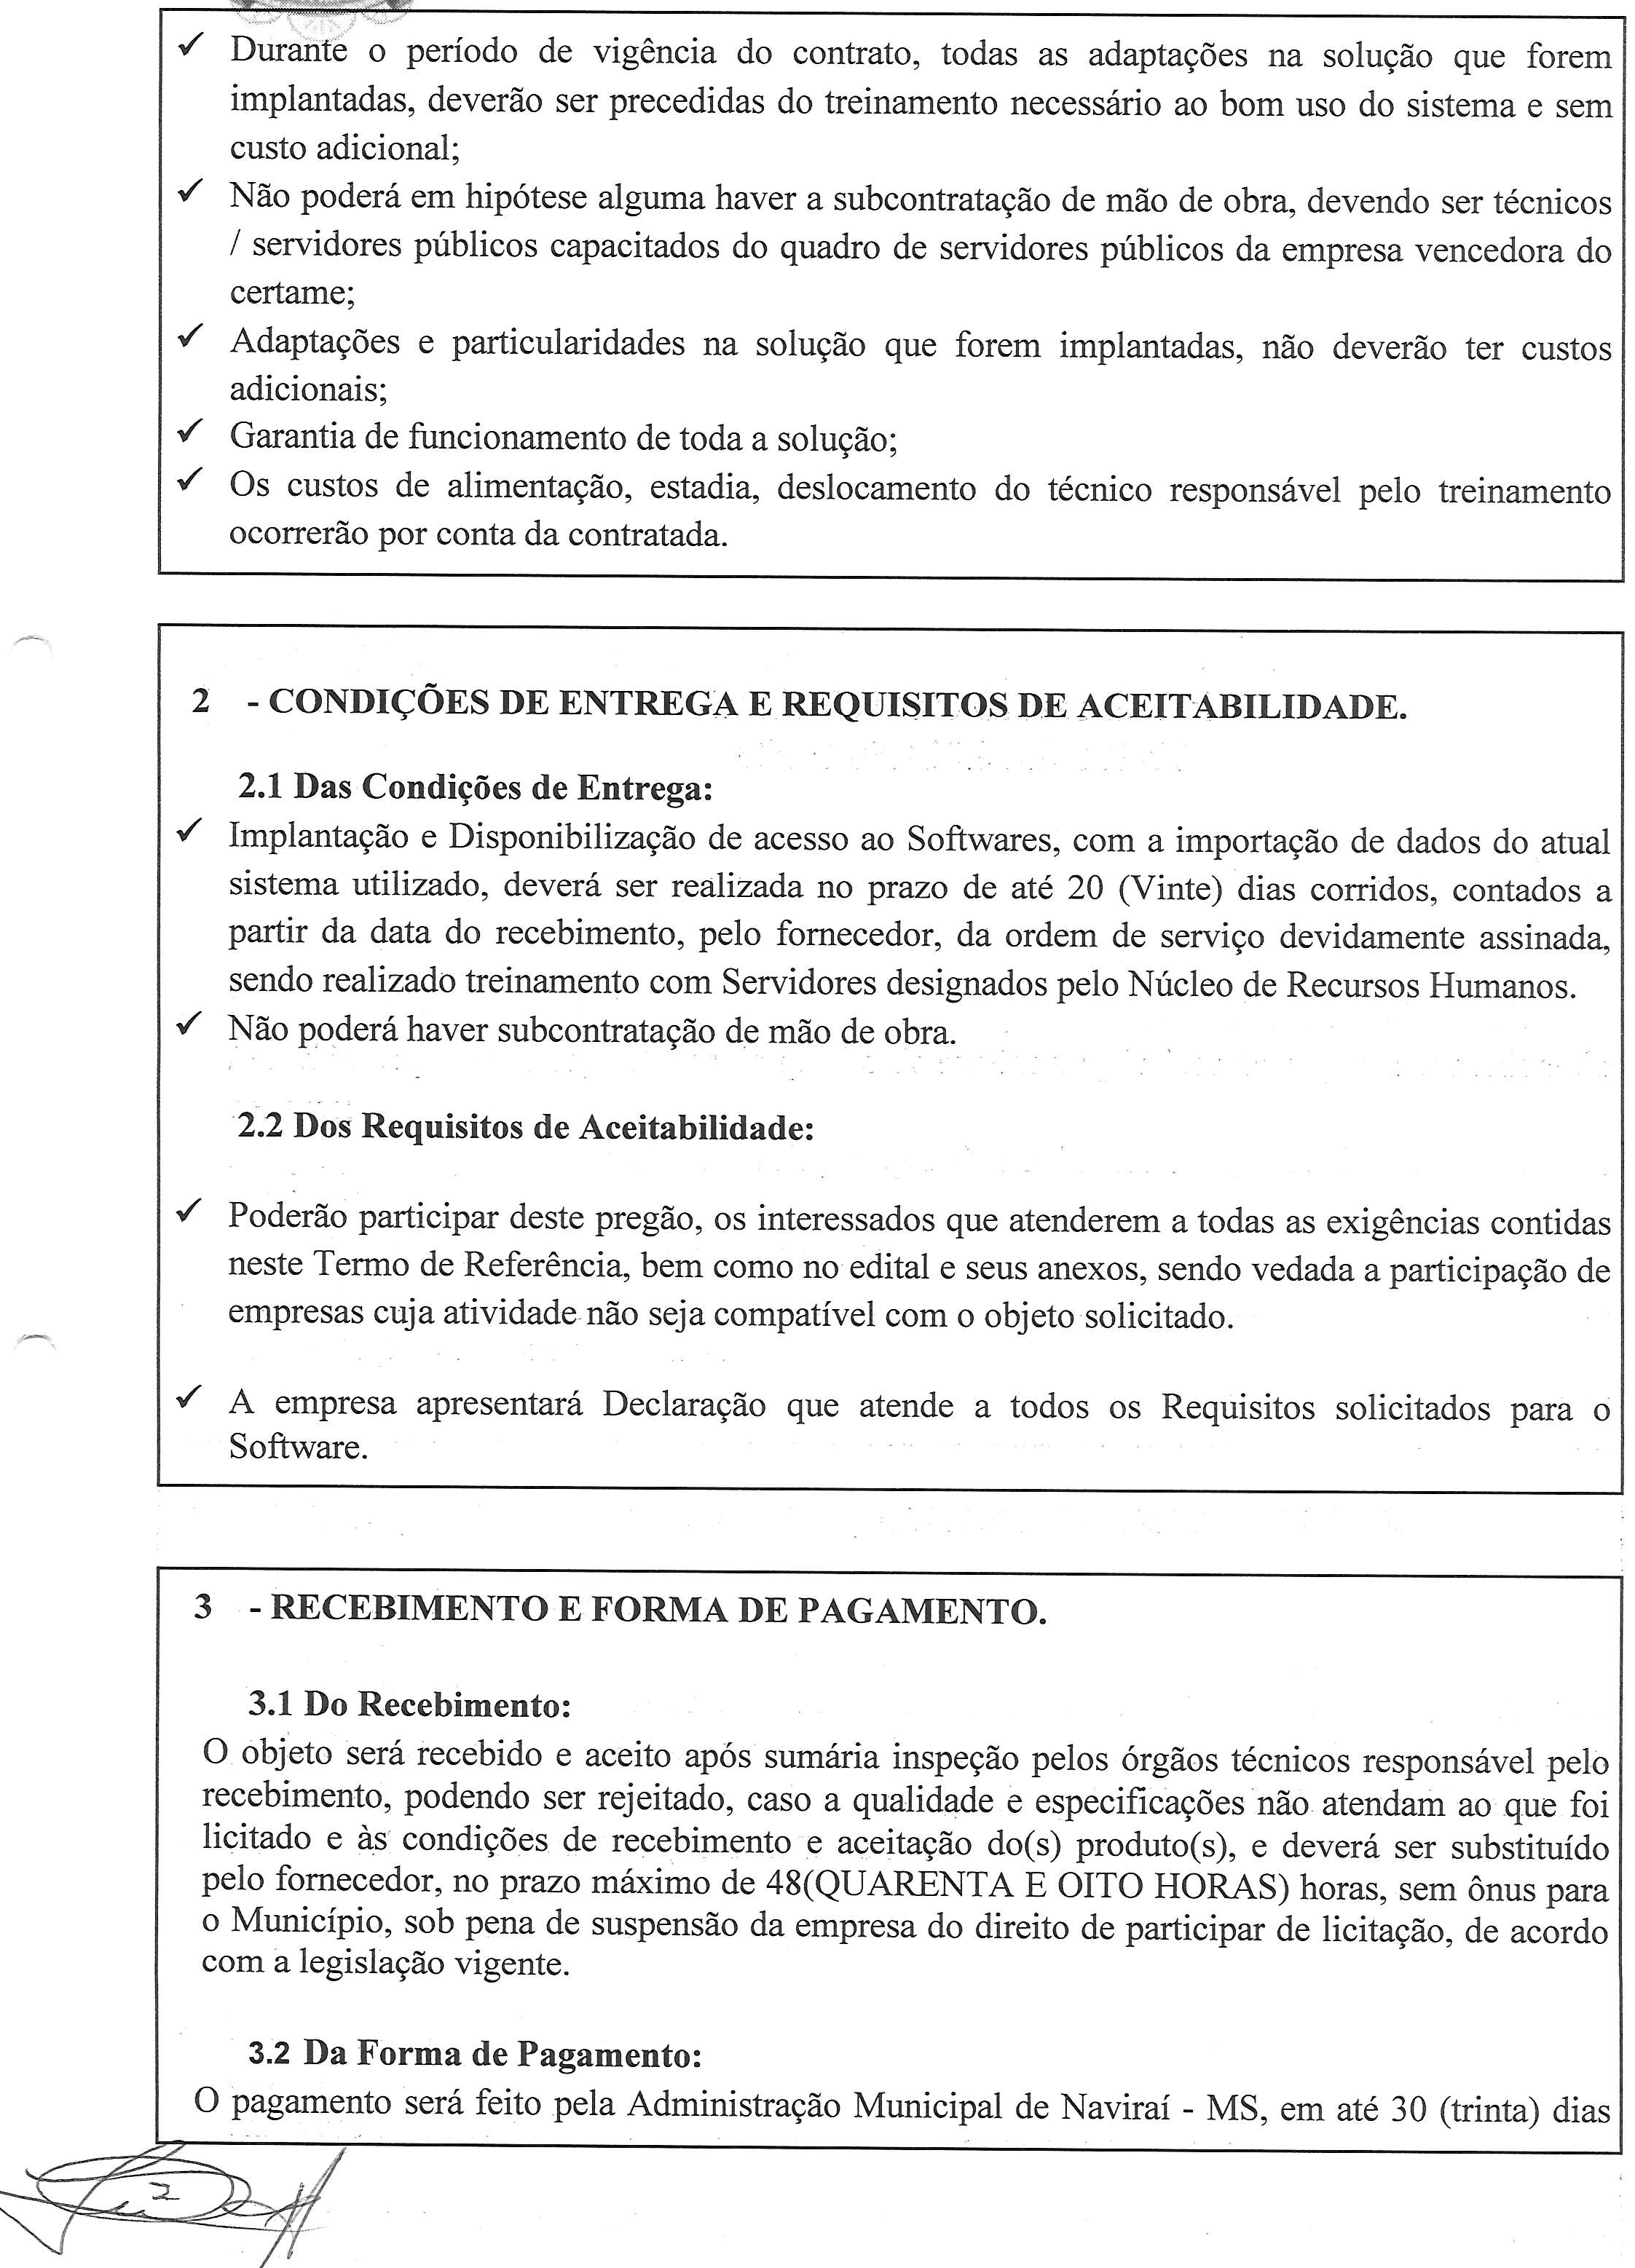 ✓ Durante o período de vigência do contrato, todas as adaptações na solução que forem
implantadas, deverão ser precedidas do treinamento necessário ao bom uso do sistema e sem
custo adicional;
✓ Não poderá em hipótese alguma haver a subcontratação de mão de obra, devendo ser técnicos
/ servidores públicos capacitados do quadro de servidores públicos da empresa vencedora do
certame;
✓ Adaptações e particularidades na solução que forem implantadas, não deverão ter custos
adicionais;
✓ Garantia de funcionamento de toda a solução;
✓ Os custos de alimentação, estadia, deslocamento do técnico responsável pelo treinamento
ocorrerão por conta da contratada.
2 - CONDIÇÕES DE ENTREGA E REQUISITOS DE ACEITABILIDADE.
2.1 Das Condições de Entrega:
✓ Implantação e Disponibilização de acesso ao Softwares, com a importação de dados do atual
sistema utilizado, deverá ser realizada no prazo de até 20 (Vinte) dias corridos, contados a
partir da data do recebimento, pelo fornecedor, da ordem de serviço devidamente assinada,
sendo realizado treinamento com Servidores designados pelo Núcleo de Recursos Humanos.
✓ Não poderá haver subcontratação de mão de obra.
2.2 Dos Requisitos de Aceitabilidade:
✓ Poderão participar deste pregão, os interessados que atenderem a todas as exigências contidas
neste Termo de Referência, bem como no edital e seus anexos, sendo vedada a participação de
empresas cuja atividade não seja compatível com o objeto solicitado.
✓ A empresa apresentará Declaração que atende a todos os Requisitos solicitados para o
Software.
3 - RECEBIMENTO E FORMA DE PAGAMENTO.
3.1 Do Recebimento:
O objeto será recebido e aceito após sumária inspeção pelos órgãos técnicos responsável pelo
recebimento, podendo ser rejeitado, caso a qualidade e especificações não atendam ao que foi
licitado e às condições de recebimento e aceitação do(s) produto(s), e deverá ser substituído
pelo fornecedor, no prazo máximo de 48(QUARENTA E OITO HORAS) horas, sem ônus para
o Município, sob pena de suspensão da empresa do direito de participar de licitação, de acordo
com a legislação vigente.
3.2 Da Forma de Pagamento:
O pagamento será feito pela Administração Municipal de Naviraí - MS, em até 30 (trinta) dias
2